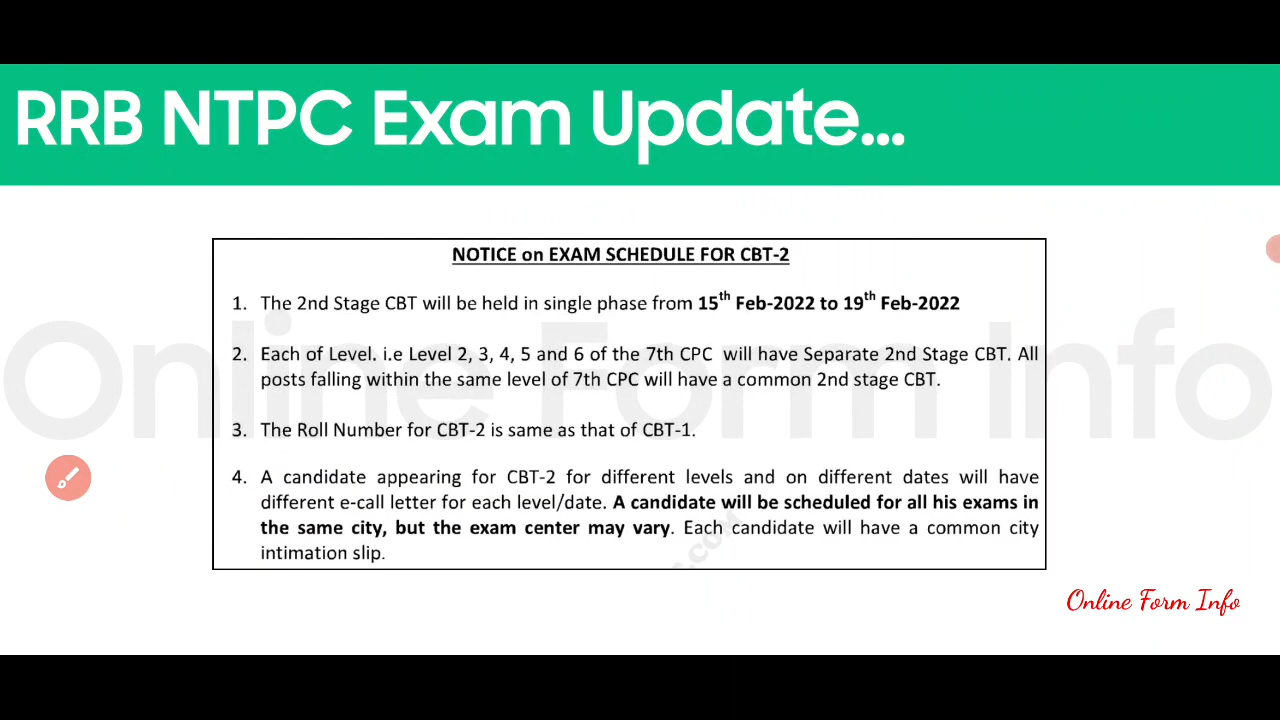 RRB NTPC Exam Update...
NOTICE on EXAM SCHEDULE FOR CBT-2
1. The 2nd Stage CBT will be held in single phase from 15th Feb-2022 to 19th Feb-2022
2. Each of Level. i.e Level 2, 3, 4, 5 and 6 of the 7th CPC will have Separate 2nd Stage CBT. All
posts falling within the same level of 7th CPC will have a common 2nd stage CBT.
Online Form Info
3. The Roll Number for CBT-2 is same as that of CBT-1.
4. A candidate appearing for CBT-2 for different levels and on different dates will have
different e-call letter for each level/date. A candidate will be scheduled for all his exams in
the same city, but the exam center may vary. Each candidate will have a common city
intimation slip.
Online Form Info